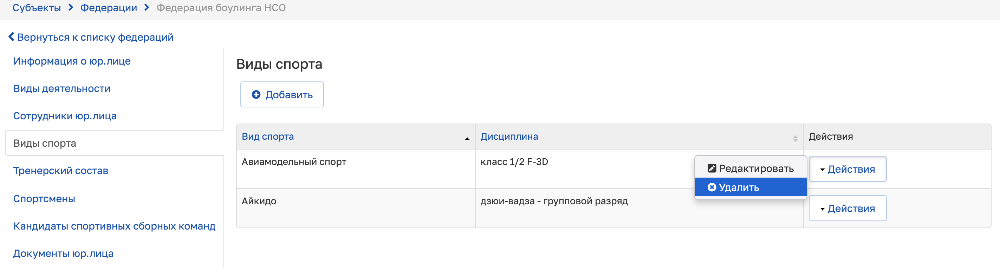 Субъекты > Федерации > Федерация боулинга НСО
Вернуться к списку федераций
Информация о юр.лице
Виды деятельности
Сотрудники юр.лица
Виды спорта
Тренерский состав
Спортсмены
Кандидаты спортивных сборных команд
Документы юр.лица
Виды спорта
Добавить
Вид спорта Дисциплина Действия
Авиамодельный спорт класс 1/2 F-3D Действия
Редактировать
Удалить
Айкидо дзюи-вадза - групповой разряд Действия